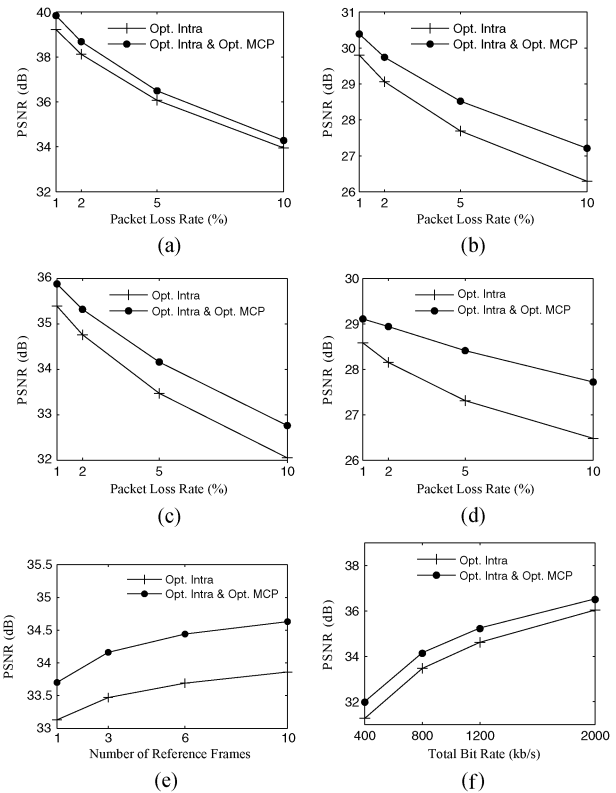 40
38
36
34
32
PSNR (dB)
Opt. Intra
Opt. Intra & Opt. MCP
1 2 5 10
Packet Loss Rate (%)
(a)
31
30
29
28
27
26
PSNR (dB)
Opt. Intra
Opt. Intra & Opt. MCP
1 2 5 10
Packet Loss Rate (%)
(b)
36
35
34
33
32
PSNR (dB)
Opt. Intra
Opt. Intra & Opt. MCP
1 2 5 10
Packet Loss Rate (%)
(c)
30
29
28
27
26
PSNR (dB)
Opt. Intra
Opt. Intra & Opt. MCP
1 2 5 10
Packet Loss Rate (%)
(d)
35.5
35
34.5
34
33.5
33
PSNR (dB)
Opt. Intra
Opt. Intra & Opt. MCP
1 3 6 10
Number of Reference Frames
(e)
38
36
34
32
PSNR (dB)
Opt. Intra
Opt. Intra & Opt. MCP
400 800 1200 2000
Total Bit Rate (kb/s)
(f)